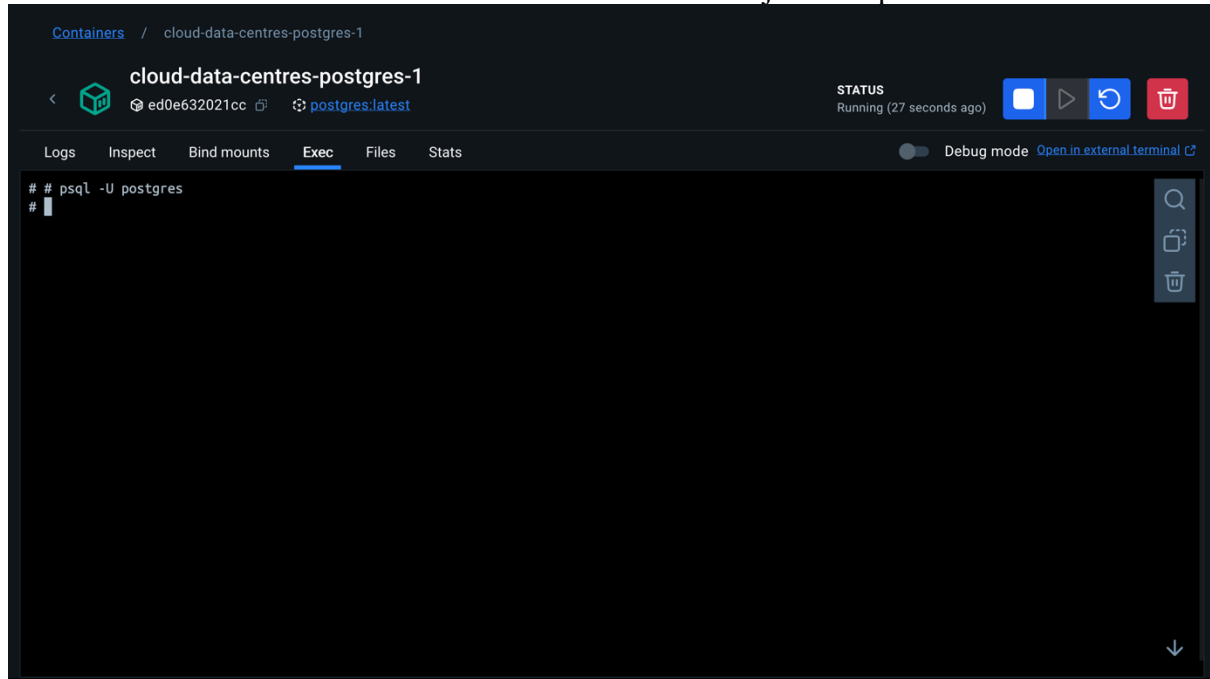 Containers / cloud-data-centres-postgres-1
cloud-data-centres-postgres-1
ed0e632021cc postgres:latest
STATUS
Running (27 seconds ago)
Logs Inspect Bind mounts Exec Files Stats
Debug mode Open in external terminal
# # psql -U postgres
#